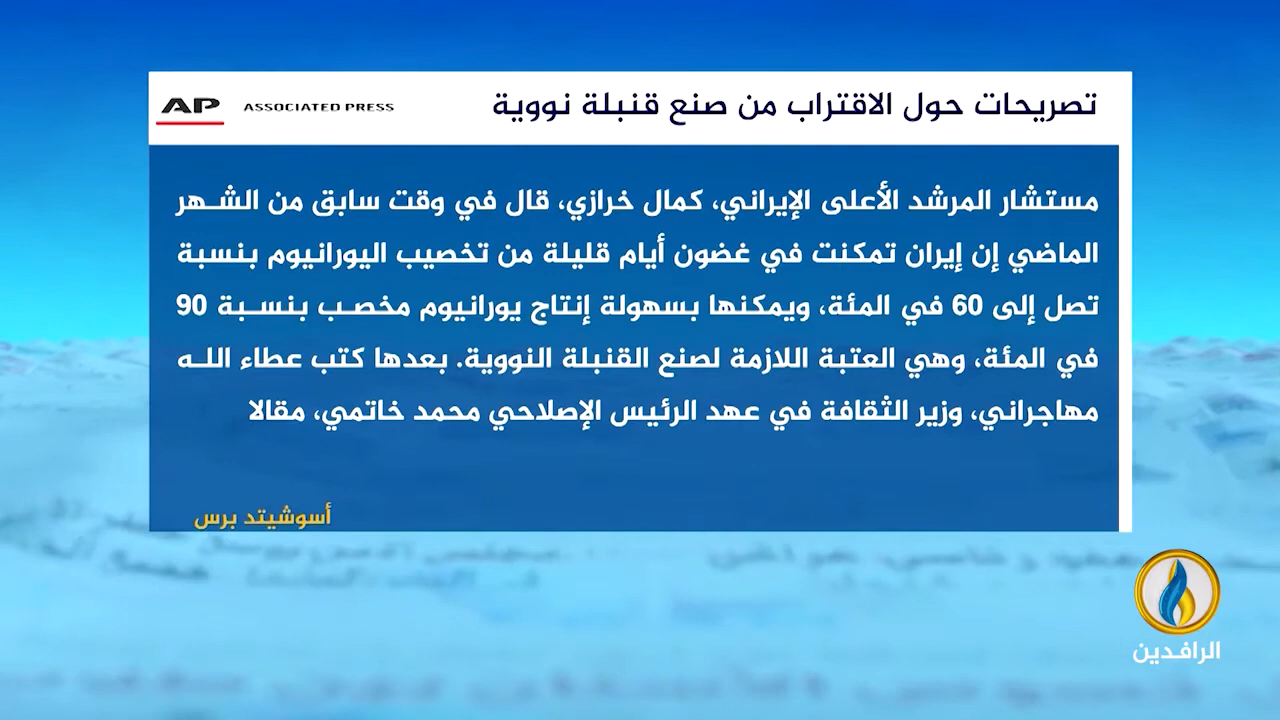 تصريحات حول الاقتراب من صنع قنبلة نووية
AP ASSOCIATED PRESS
مستشار المرشد الأعلى الإيراني، كمال خرازي، قال في وقت سابق من الشهر
الماضي إن إيران تمكنت في غضون أيام قليلة من تخصيب اليورانيوم بنسبة
تصل إلى 60 في المئة، ويمكنها بسهولة إنتاج يورانيوم مخصب بنسبة 90
في المئة، وهي العتبة اللازمة لصنع القنبلة النووية. بعدها كتب عطاء الله
مهاجراني، وزير الثقافة في عهد الرئيس الإصلاحي محمد خاتمي، مقالا
أسوشيتد برس
الرافدين